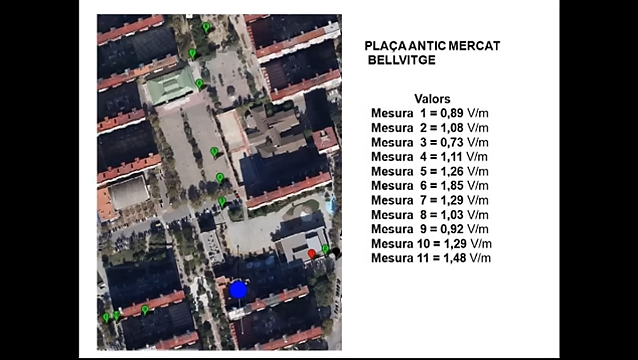 PLAÇA ANTIC MERCAT
BELLVITGE
Valors
Mesura 1 = 0,89 V/m
Mesura 2 = 1,08 V/m
Mesura 3 = 0,73 V/m
Mesura 4 = 1,11 V/m
Mesura 5 = 1,26 V/m
Mesura 6 = 1,85 V/m
Mesura 7 = 1,29 V/m
Mesura 8 = 1,03 V/m
Mesura 9 = 0,92 V/m
Mesura 10 = 1,29 V/m
Mesura 11 = 1,48 V/m